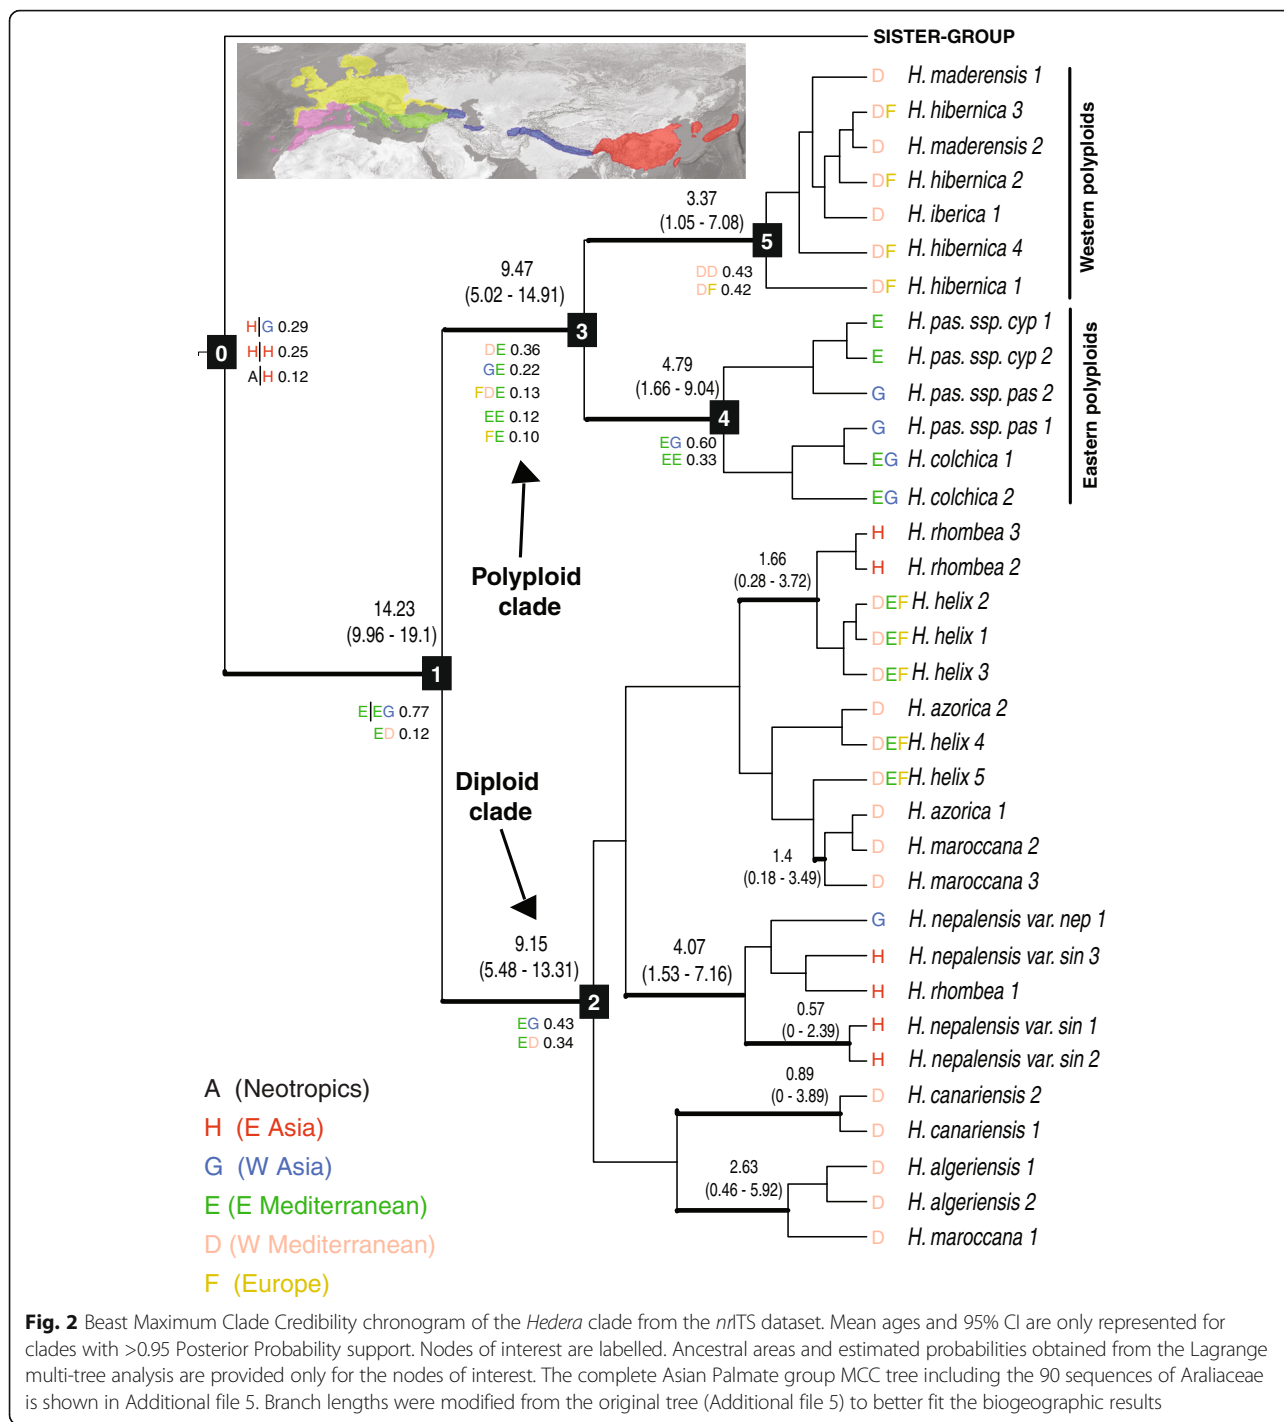 SISTER-GROUP
D H. maderensis 1
DF H. hibernica 3
D H. maderensis 2
DF H. hibernica 2
D H. iberica 1
DF H. hibernica 4
DF H. hibernica 1
Western polyploids
3.37
(1.05 - 7.08)
5
DD 0.43
DF 0.42
9.47
(5.02 - 14.91)
3
DE 0.36
GE 0.22
FDE 0.13
EE 0.12
FE 0.10
0
H|G 0.29
H|H 0.25
A|H 0.12
E H. pas. ssp. cyp 1
E H. pas. ssp. cyp 2
G H. pas. ssp. pas 2
G H. pas. ssp. pas 1
EG H. colchica 1
EG H. colchica 2
Eastern polyploids
4.79
(1.66 - 9.04)
4
EG 0.60
EE 0.33
Polyploid
clade
14.23
(9.96 - 19.1)
1
E|EG 0.77
ED 0.12
H H. rhombea 3
H H. rhombea 2
DEF H. helix 2
DEF H. helix 1
DEF H. helix 3
D H. azorica 2
DEF H. helix 4
DEF H. helix 5
D H. azorica 1
D H. maroccana 2
D H. maroccana 3
1.66
(0.28 - 3.72)
1.4
(0.18 - 3.49)
Diploid
clade
9.15
(5.48 - 13.31)
2
EG 0.43
ED 0.34
4.07
(1.53 - 7.16)
G H. nepalensis var. nep 1
H H. nepalensis var. sin 3
H H. rhombea 1
H H. nepalensis var. sin 1
H H. nepalensis var. sin 2
0.57
(0 - 2.39)
0.89
(0 - 3.89)
D H. canariensis 2
D H. canariensis 1
2.63
(0.46 - 5.92)
D H. algeriensis 1
D H. algeriensis 2
D H. maroccana 1
A (Neotropics)
H (E Asia)
G (W Asia)
E (E Mediterranean)
D (W Mediterranean)
F (Europe)
Fig. 2 Beast Maximum Clade Credibility chronogram of the Hedera clade from the nrITS dataset. Mean ages and 95% CI are only represented for
clades with >0.95 Posterior Probability support. Nodes of interest are labelled. Ancestral areas and estimated probabilities obtained from the Lagrange
multi-tree analysis are provided only for the nodes of interest. The complete Asian Palmate group MCC tree including the 90 sequences of Araliaceae
is shown in Additional file 5. Branch lengths were modified from the original tree (Additional file 5) to better fit the biogeographic results